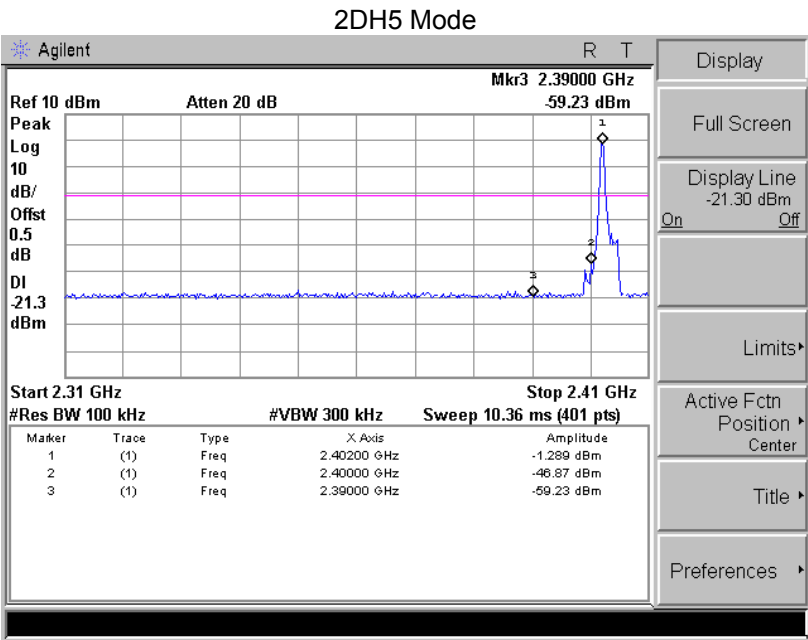 2DH5 Mode
Agilent R T
Mkr3 2.39000 GHz
Ref 10 dBm Atten 20 dB -59.23 dBm
Peak
Log
10
dB/
Offst
0.5
dB
DI
-21.3
dBm
1
2
3
Start 2.31 GHz Stop 2.41 GHz
#Res BW 100 kHz #VBW 300 kHz Sweep 10.36 ms (401 pts)
Marker Trace Type X Axis Amplitude
1 (1) Freq 2.40200 GHz -1.289 dBm
2 (1) Freq 2.40000 GHz -46.87 dBm
3 (1) Freq 2.39000 GHz -59.23 dBm
Display
Full Screen
Display Line
-21.30 dBm
On Off
Limits
Active Fctn
Position
Center
Title
Preferences